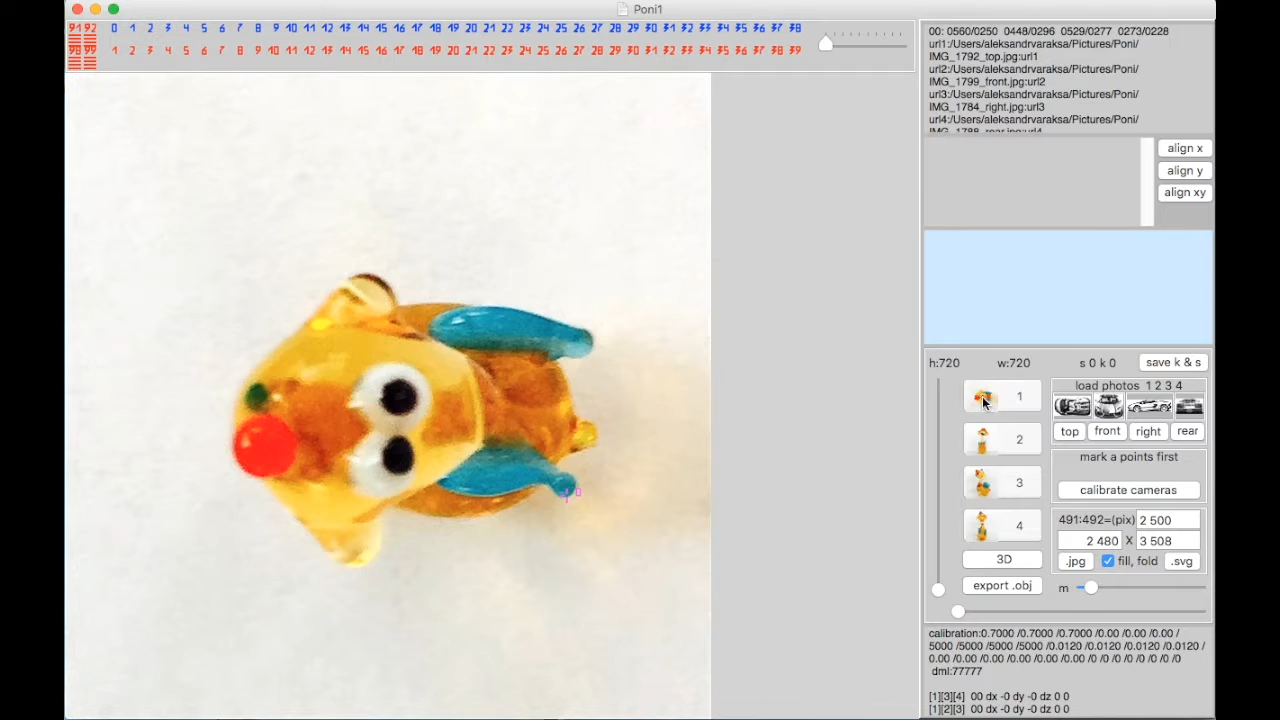 Poni1
91 92 0 1 2 3 4 5 6 7 8 9 10 11 12 13 14 15 16 17 18 19 20 21 22 23 24 25 26 27 28 29 30 31 32 33 34 35 36 37 38
98 99 1 2 3 4 5 6 7 8 9 10 11 12 13 14 15 16 17 18 19 20 21 22 23 24 25 26 27 28 29 30 31 32 33 34 35 36 37 38 39
00: 0560/0250 0448/0296 0529/0277 0273/0228
url1:/Users/aleksandrvaraksa/Pictures/Poni/
IMG_1792_top.jpg:url1
url2:/Users/aleksandrvaraksa/Pictures/Poni/
IMG_1799_front.jpg:url2
url3:/Users/aleksandrvaraksa/Pictures/Poni/
IMG_1784_right.jpg:url3
url4:/Users/aleksandrvaraksa/Pictures/Poni/
IMG_1788_rear.jpg:url4
align x
align y
align xy
h:720 w:720 s 0 k 0 save k & s
1
2
3
4
3D
export .obj
load photos 1 2 3 4
top front right rear
mark a points first
calibrate cameras
491:492=(pix) 2 500
2 480 X 3 508
.jpg fill, fold .svg
m
0
calibration:0.7000 /0.7000 /0.7000 /0.00 /0.00 /0.00 /
5000 /5000 /5000 /5000 /0.0120 /0.0120 /0.0120 /0.0120 /
0.00 /0.00 /0.00 /0.00 /0.00 /0.00 /0 /0 /0 /0 /0 /0 /0
dml:77777
[1][3][4] 00 dx -0 dy -0 dz 0 0
[1][2][3] 00 dx -0 dy -0 dz 0 0